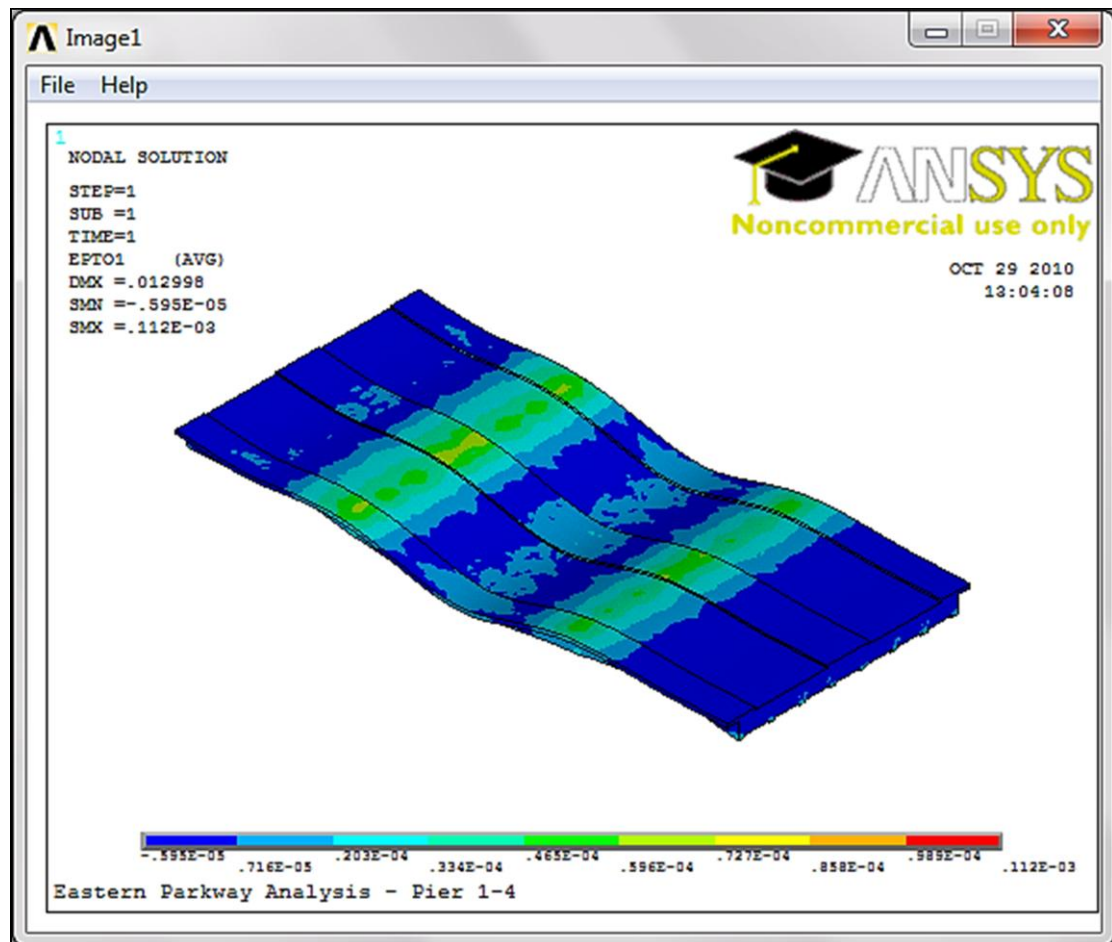 Image1
File Help
1
NODAL SOLUTION
STEP=1
SUB =1
TIME=1
EPTO1 (AVG)
DMX =.012998
SMN =-.595E-05
SMX =.112E-03
ANSYS
Noncommercial use only
OCT 29 2010
13:04:08
-.595E-05 .203E-04 .465E-04 .727E-04 .989E-04
.716E-05 .334E-04 .596E-04 .858E-04 .112E-03
Eastern Parkway Analysis - Pier 1-4